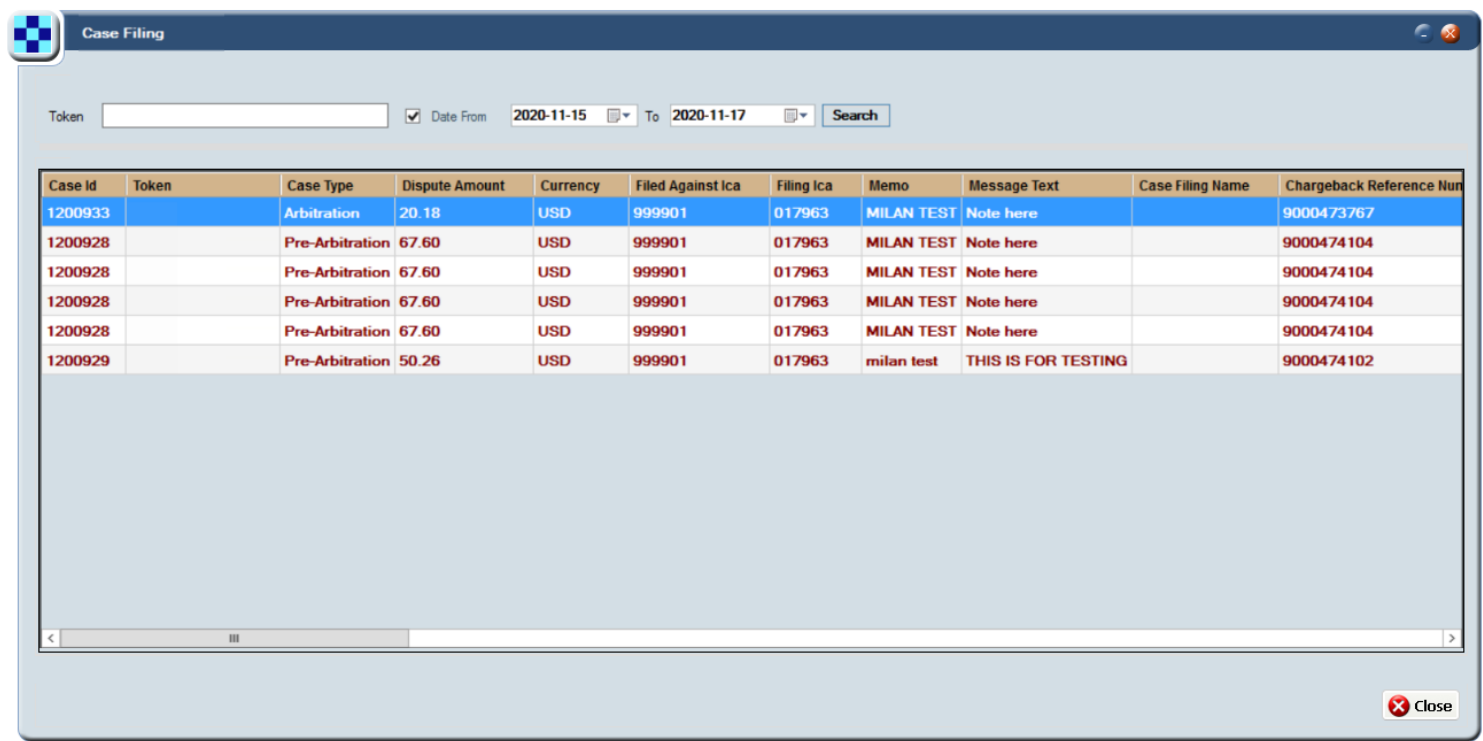 Case Filing
Token Date From 2020-11-15 To 2020-11-17 Search
Case Id Token Case Type Dispute Amount Currency Filed Against Ica Filing Ica Memo Message Text Case Filing Name Chargeback Reference Num
1200933 Arbitration 20.18 USD 999901 017963 MILAN TEST Note here 9000473767
1200928 Pre-Arbitration 67.60 USD 999901 017963 MILAN TEST Note here 9000474104
1200928 Pre-Arbitration 67.60 USD 999901 017963 MILAN TEST Note here 9000474104
1200928 Pre-Arbitration 67.60 USD 999901 017963 MILAN TEST Note here 9000474104
1200928 Pre-Arbitration 67.60 USD 999901 017963 MILAN TEST Note here 9000474104
1200929 Pre-Arbitration 50.26 USD 999901 017963 milan test THIS IS FOR TESTING 9000474102
Close